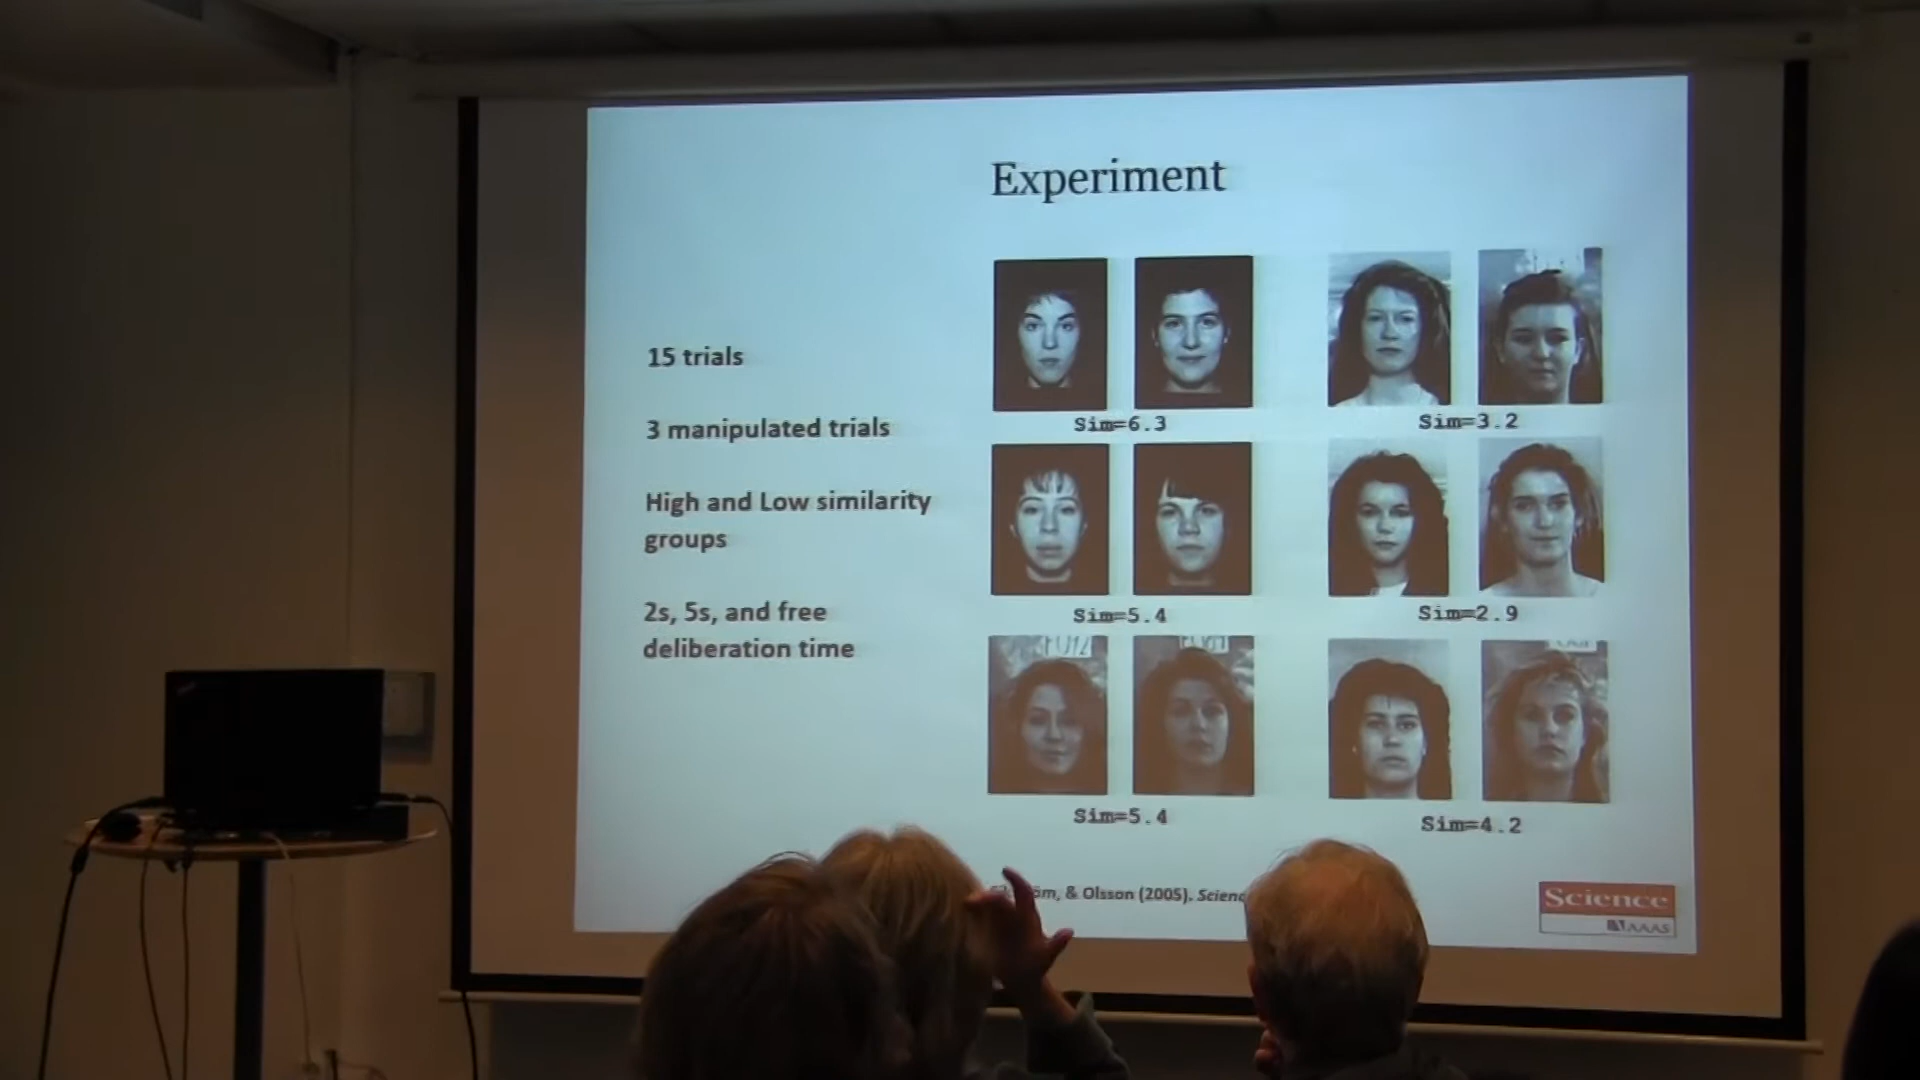 Experiment
15 trials
3 manipulated trials
High and Low similarity
groups
2s, 5s, and free
deliberation time
Sim=6.3
Sim=3.2
Sim=5.4
Sim=2.9
Sim=5.4
Sim=4.2
& Olsson (2005).
Science
AAAS